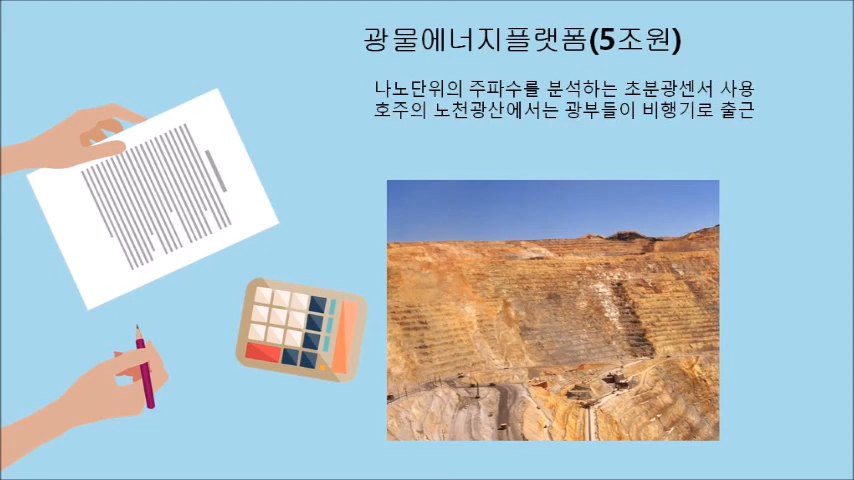 광물에너지플랫폼(5조원)
나노단위의 주파수를 분석하는 초분광센서 사용
호주의 노천광산에서는 광부들이 비행기로 출근